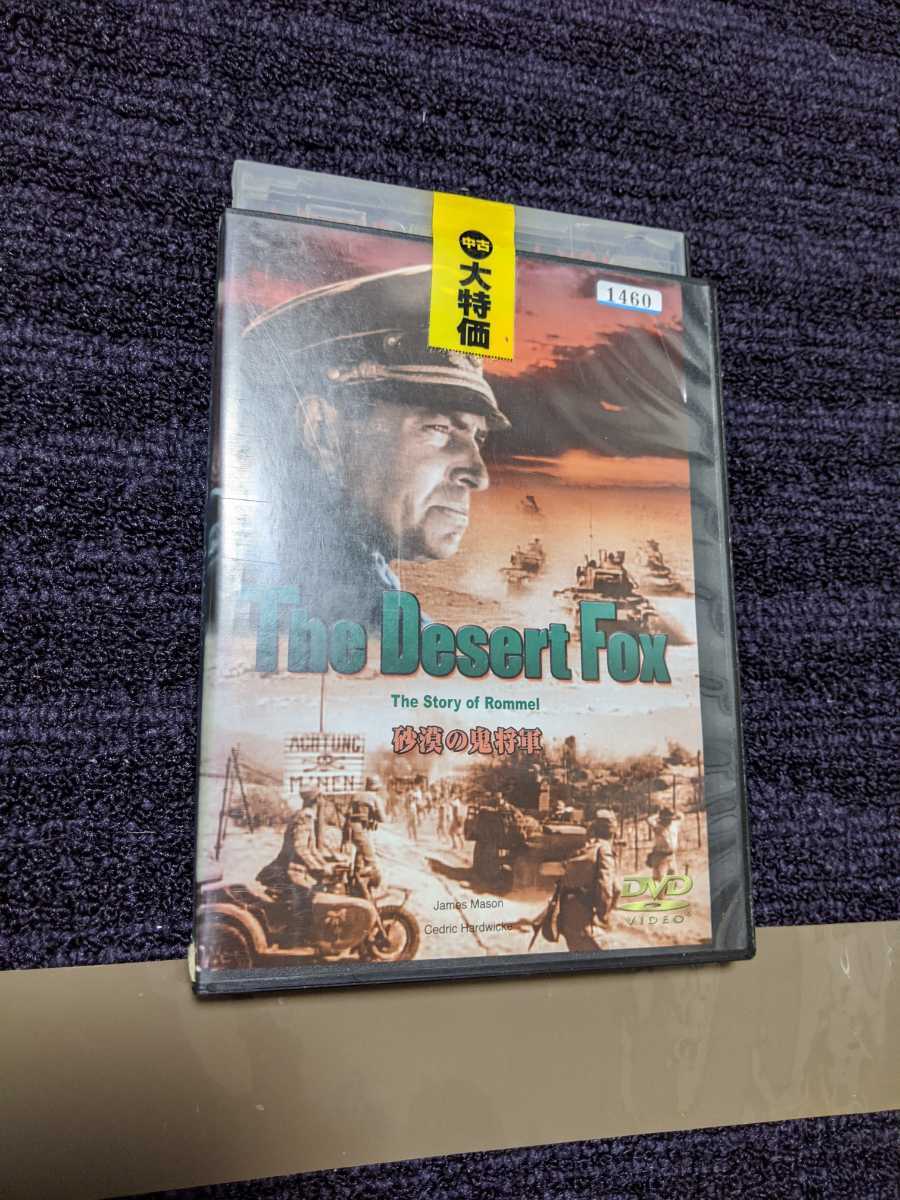 中古
大特価
1460
The Desert Fox
The Story of Rommel
砂漠の鬼将軍
ACHTUNG
MINEN
James Mason
Cedric Hardwicke
DVD
VIDEO